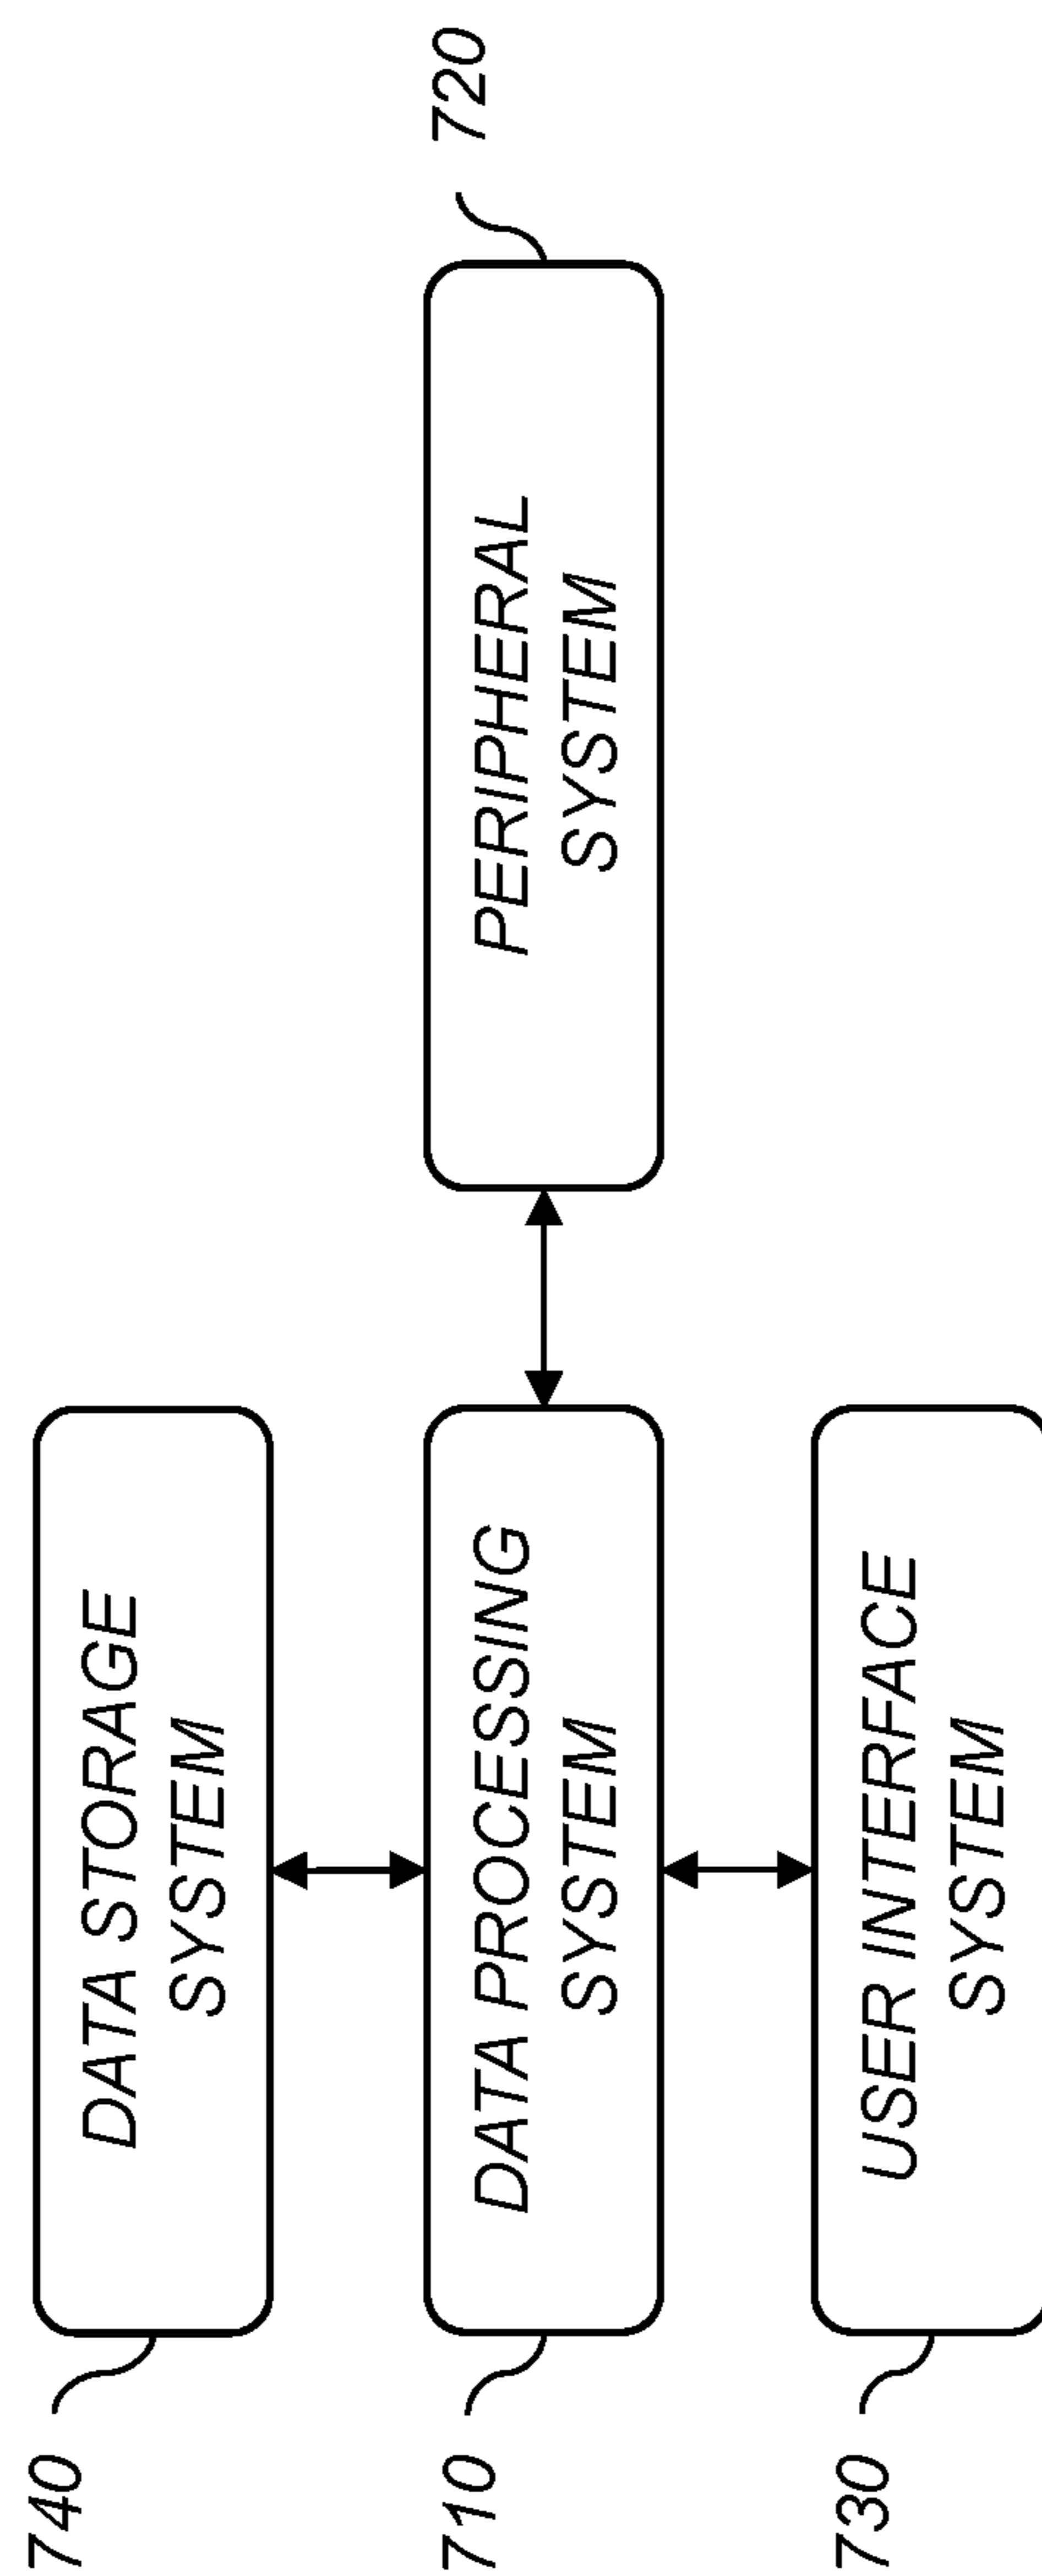 740
DATA STORAGE
SYSTEM
710
DATA PROCESSING
SYSTEM
PERIPHERAL
SYSTEM
720
730
USER INTERFACE
SYSTEM